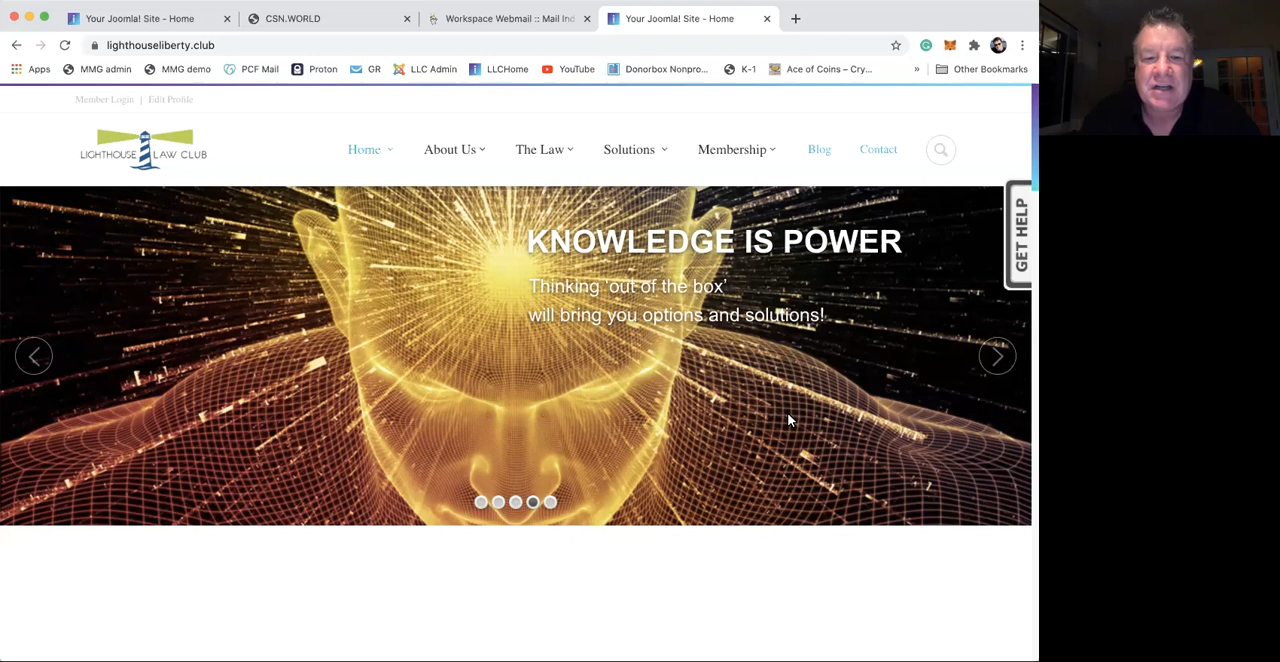 Your Joomla! Site - Home
CSN.WORLD
Workspace Webmail :: Mail Ind
Your Joomla! Site - Home
lighthouseliberty.club
Apps
MMG admin
MMG demo
PCF Mail
Proton
GR
LLC Admin
LLCHome
YouTube
Donorbox Nonpro...
K-1
Ace of Coins – Cry...
»
Other Bookmarks
Member Login | Edit Profile
LIGHTHOUSE LAW CLUB
Home
About Us
The Law
Solutions
Membership
Blog
Contact
GET HELP
KNOWLEDGE IS POWER
Thinking ‘out of the box’
will bring you options and solutions!